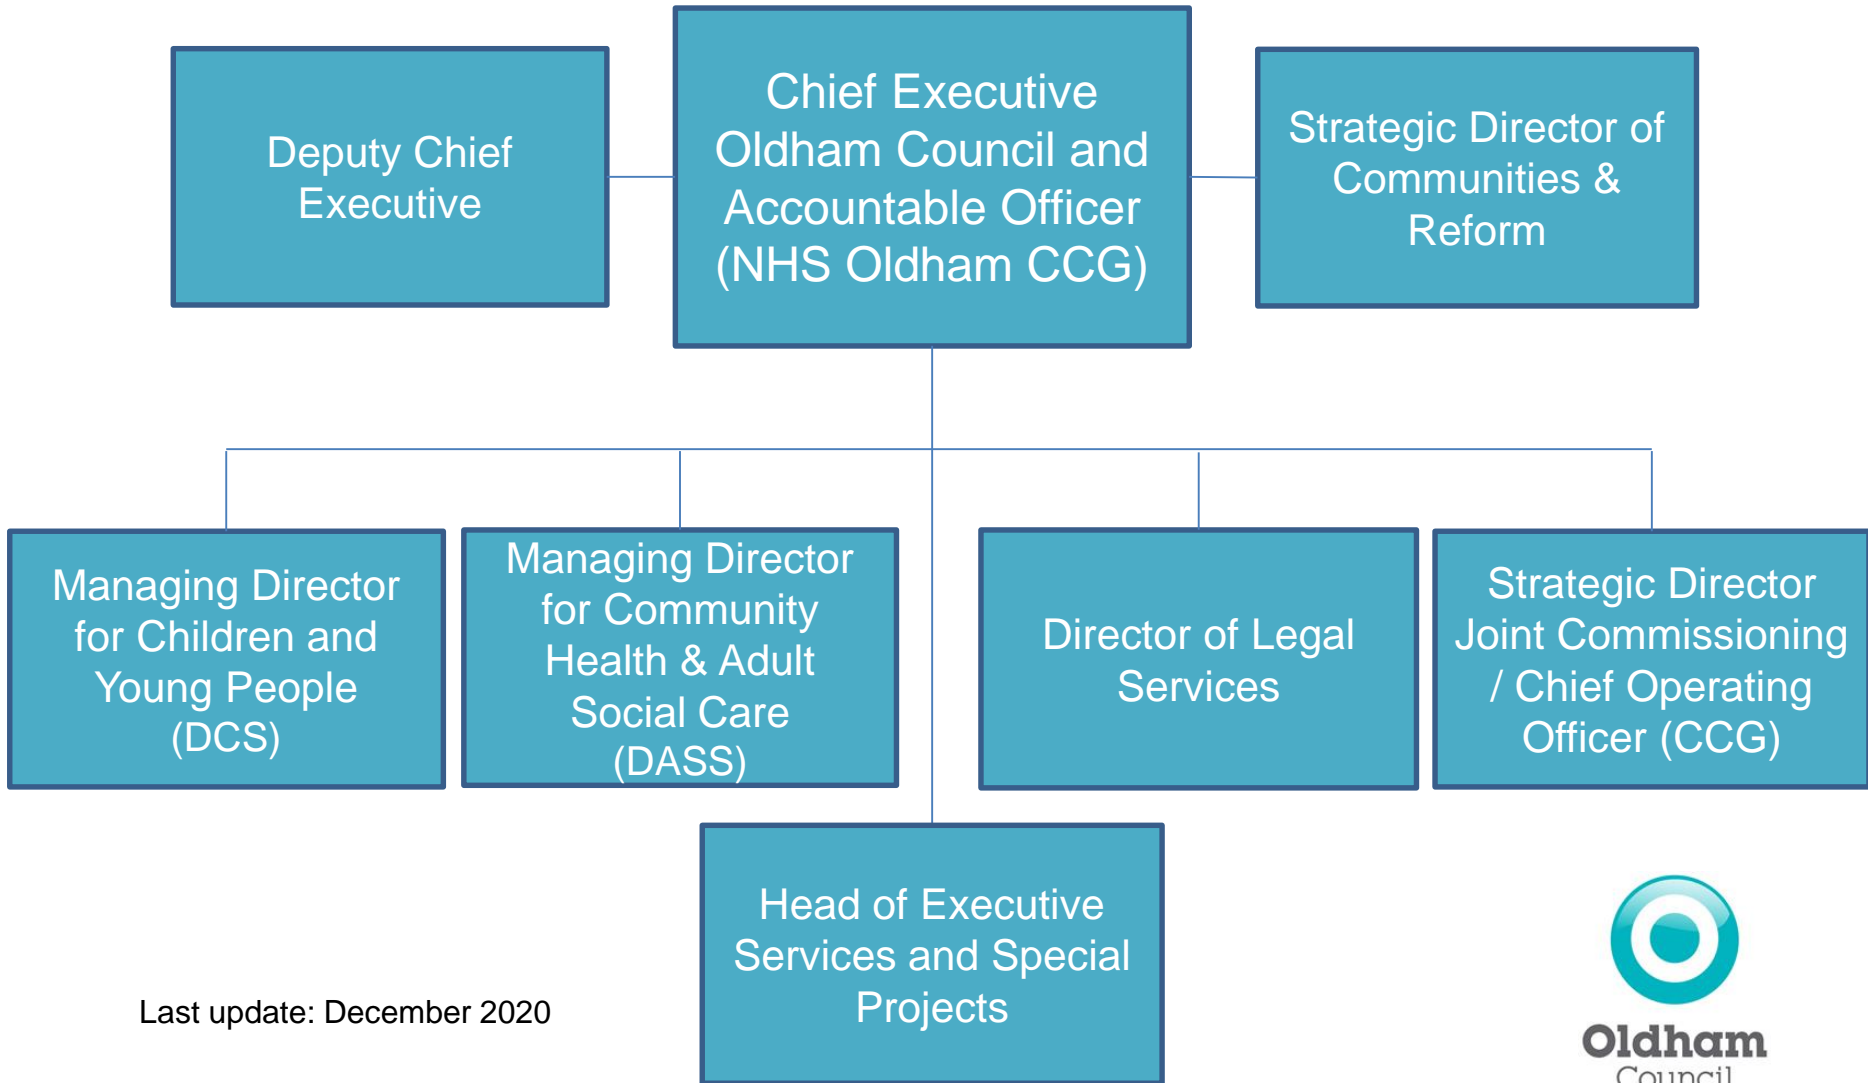 Deputy Chief
Executive
Chief Executive
Oldham Council and
Accountable Officer
(NHS Oldham CCG)
Strategic Director of
Communities &
Reform
Managing Director
for Children and
Young People
(DCS)
Managing Director
for Community
Health & Adult
Social Care
(DASS)
Director of Legal
Services
Strategic Director
Joint Commissioning
/ Chief Operating
Officer (CCG)
Head of Executive
Services and Special
Projects
Last update: December 2020
Oldham
Council